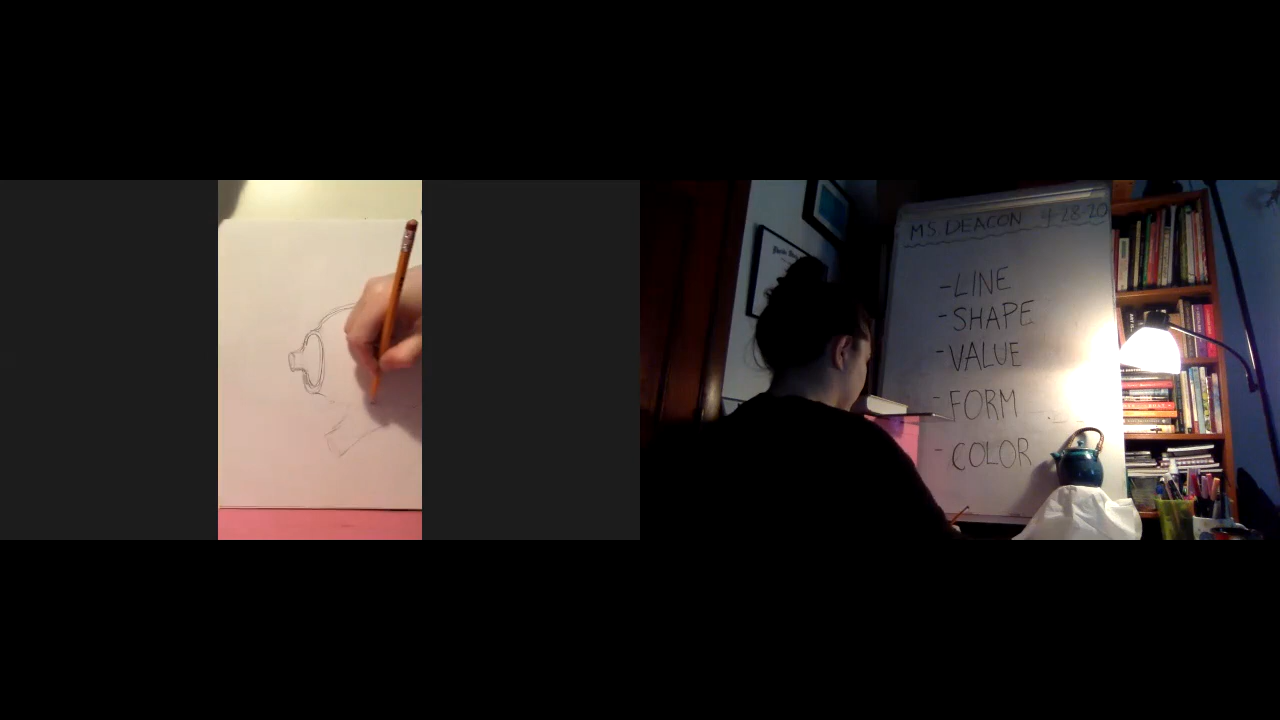 MS. DEACON 4-28-20
- LINE
- SHAPE
- VALUE
- FORM
- COLOR